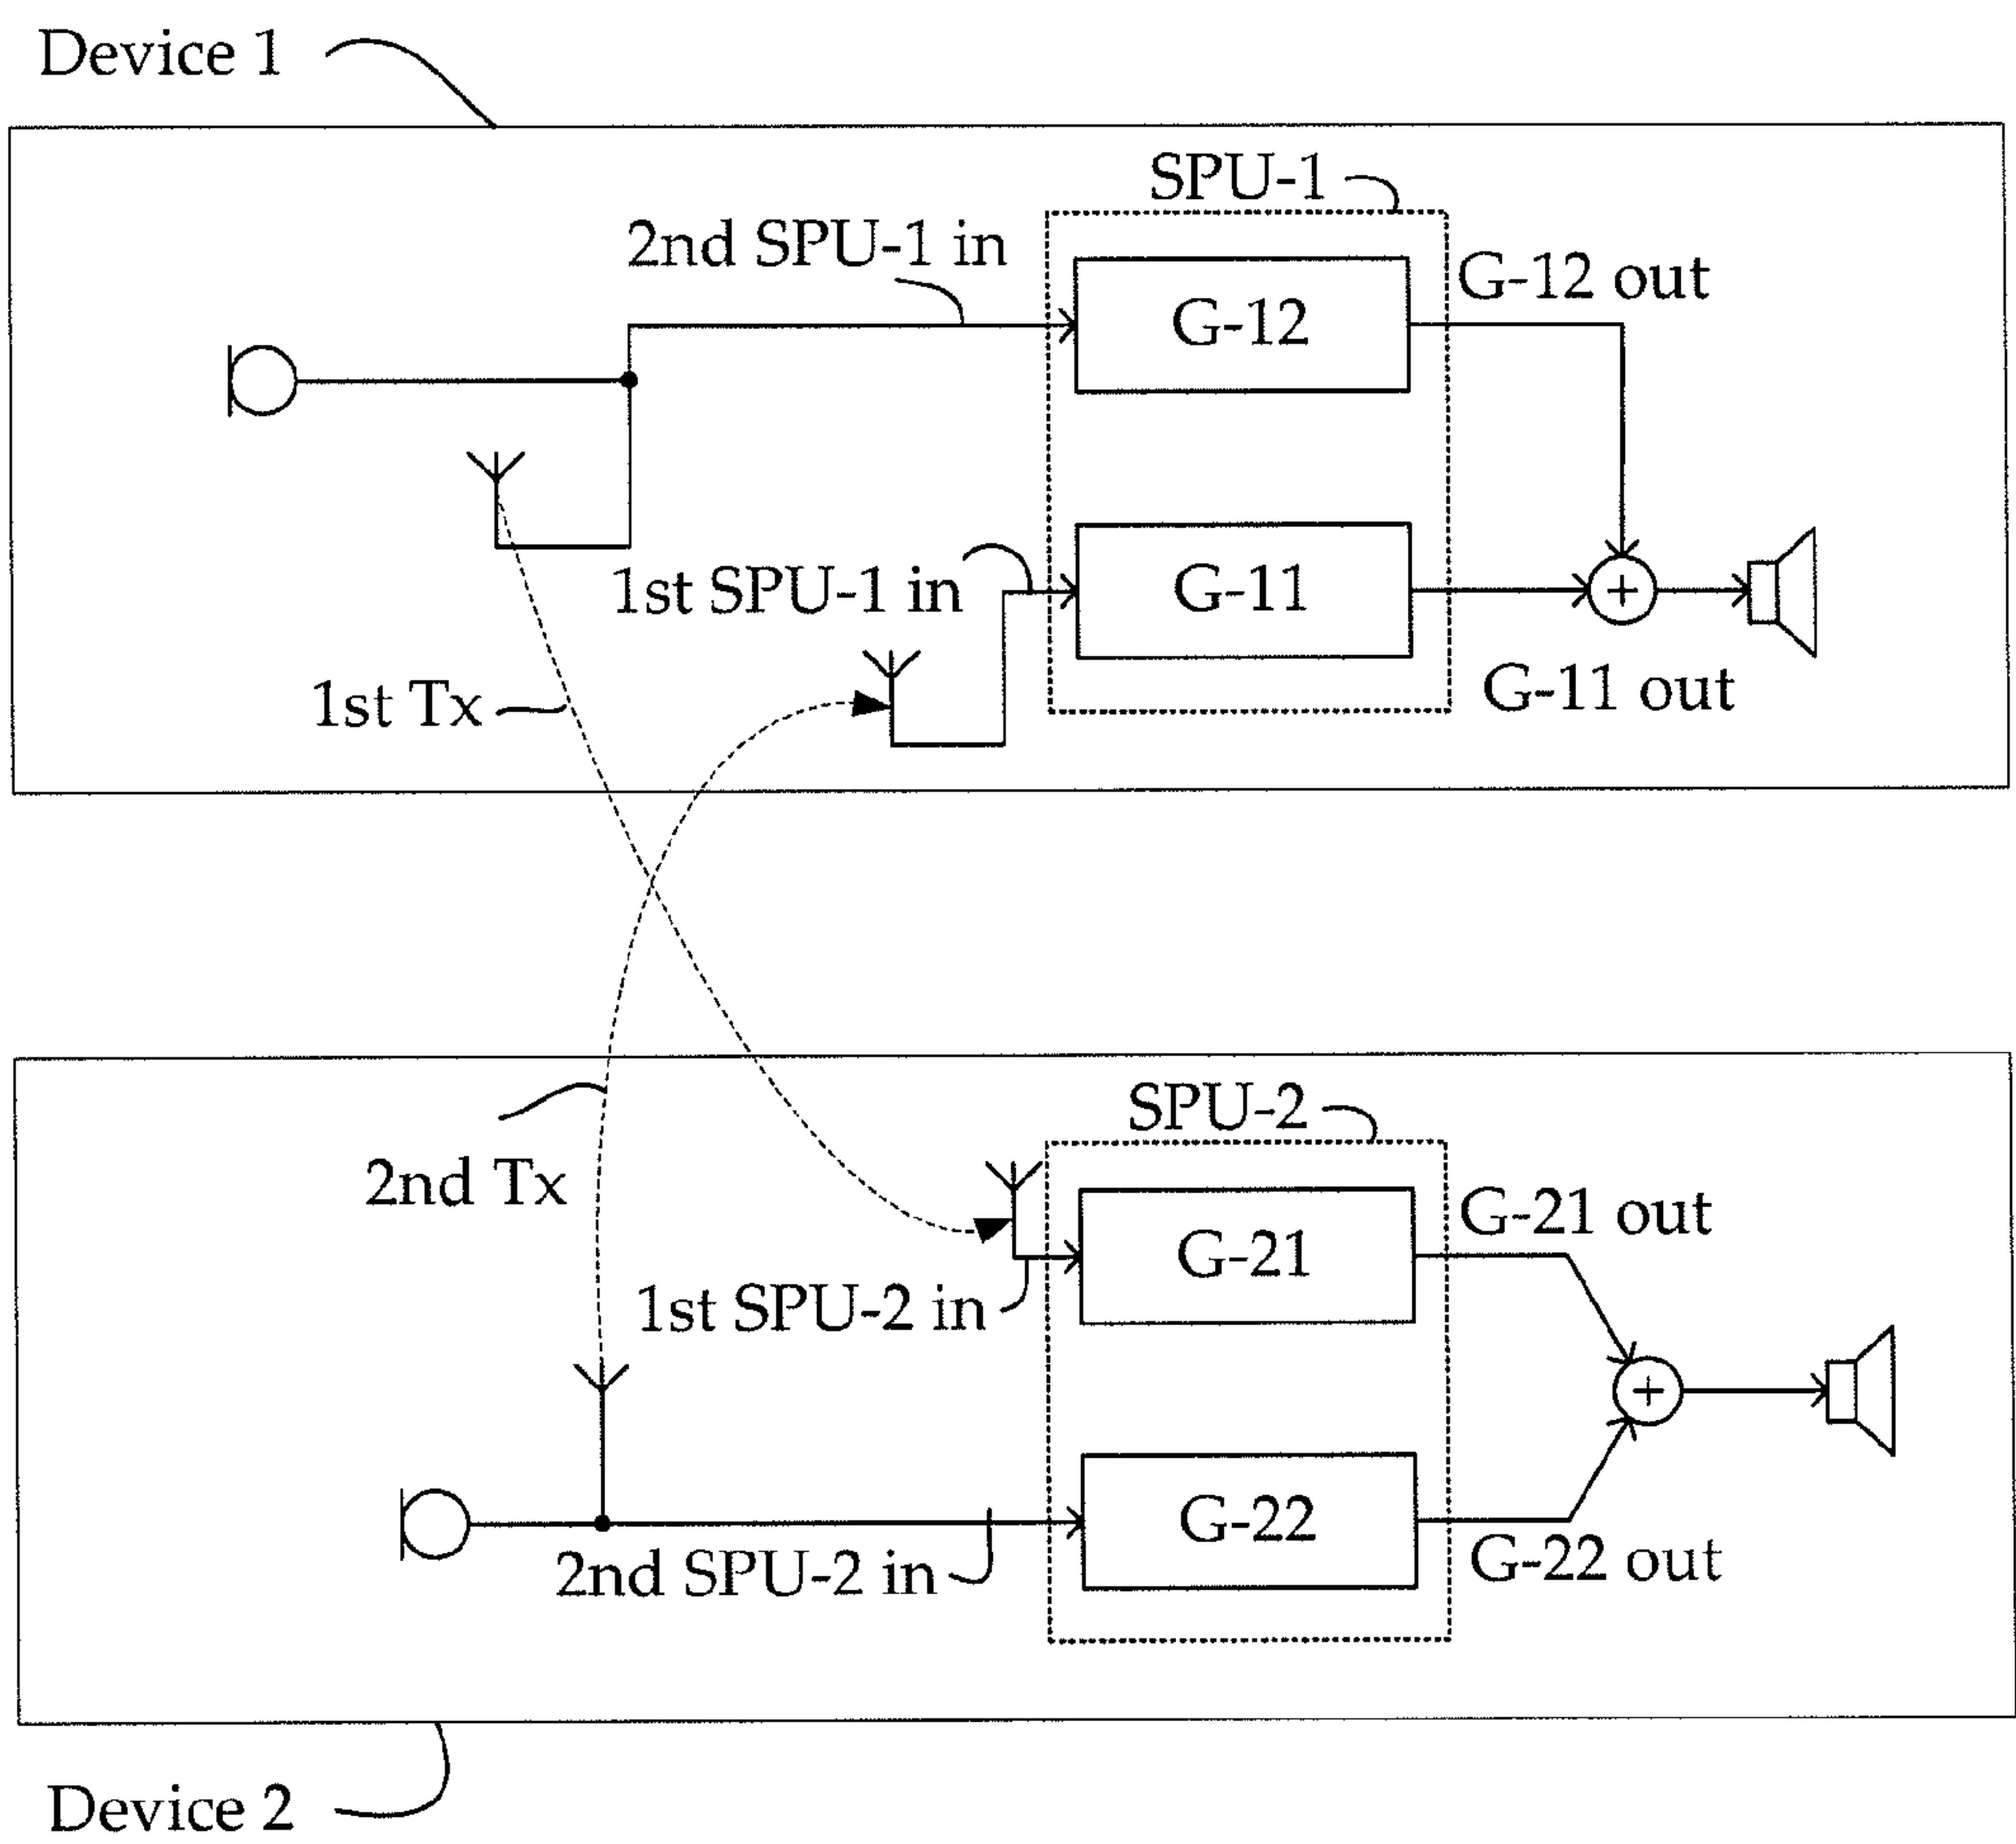 Device 1
SPU-1
2nd SPU-1 in
G-12
G-12 out
+
1st SPU-1 in
G-11
G-11 out
1st Tx
2nd Tx
SPU-2
1st SPU-2 in
G-21
G-21 out
+
2nd SPU-2 in
G-22
G-22 out
Device 2